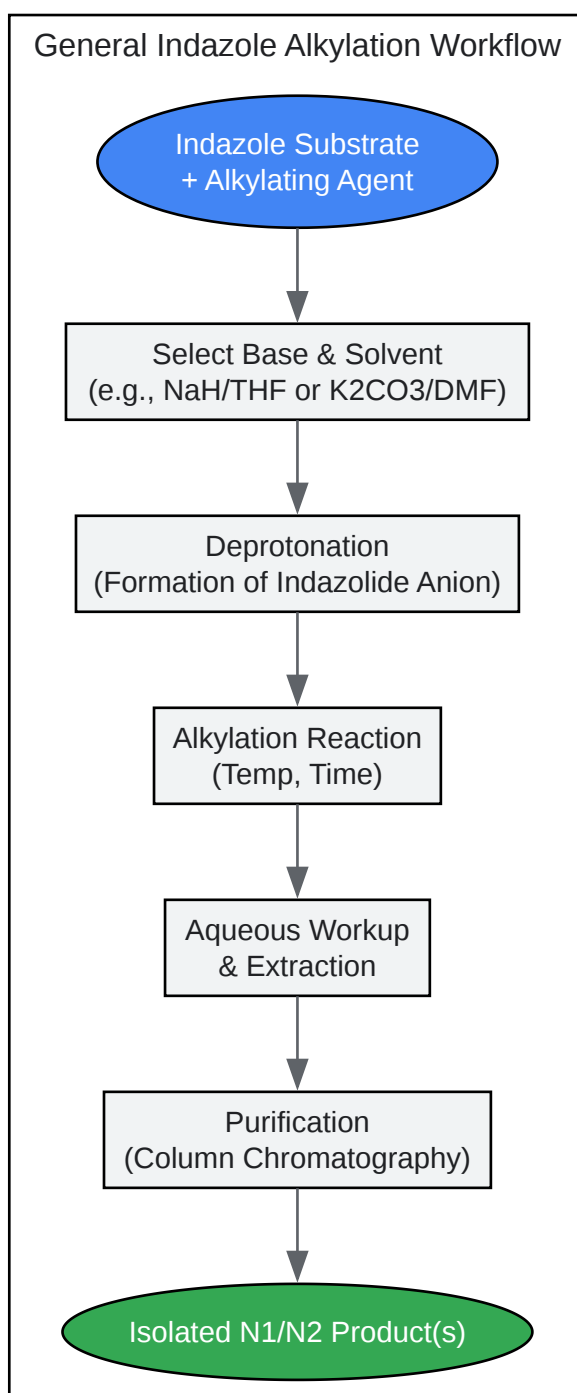 General Indazole Alkylation Workflow
Indazole Substrate
+ Alkylating Agent
Select Base & Solvent
(e.g., NaH/THF or K2CO3/DMF)
Deprotonation
(Formation of Indazolide Anion)
Alkylation Reaction
(Temp, Time)
Aqueous Workup
& Extraction
Purification
(Column Chromatography)
Isolated N1/N2 Product(s)